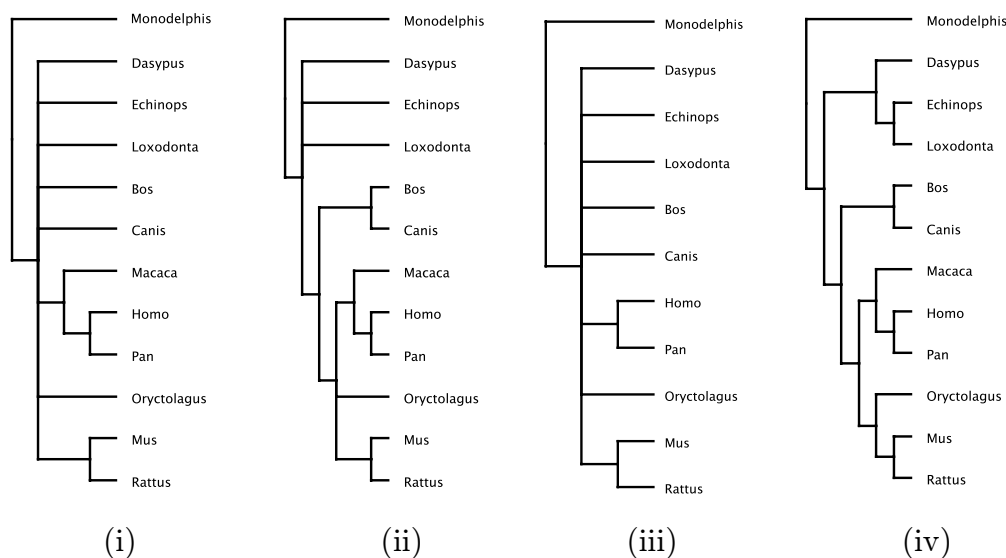 Monodelphis
Dasypus
Echinops
Loxodonta
Bos
Canis
Macaca
Homo
Pan
Oryctolagus
Mus
Rattus
(i)
Monodelphis
Dasypus
Echinops
Loxodonta
Bos
Canis
Macaca
Homo
Pan
Oryctolagus
Mus
Rattus
(ii)
Monodelphis
Dasypus
Echinops
Loxodonta
Bos
Canis
Homo
Pan
Oryctolagus
Mus
Rattus
(iii)
Monodelphis
Dasypus
Echinops
Loxodonta
Bos
Canis
Macaca
Homo
Pan
Oryctolagus
Mus
Rattus
(iv)